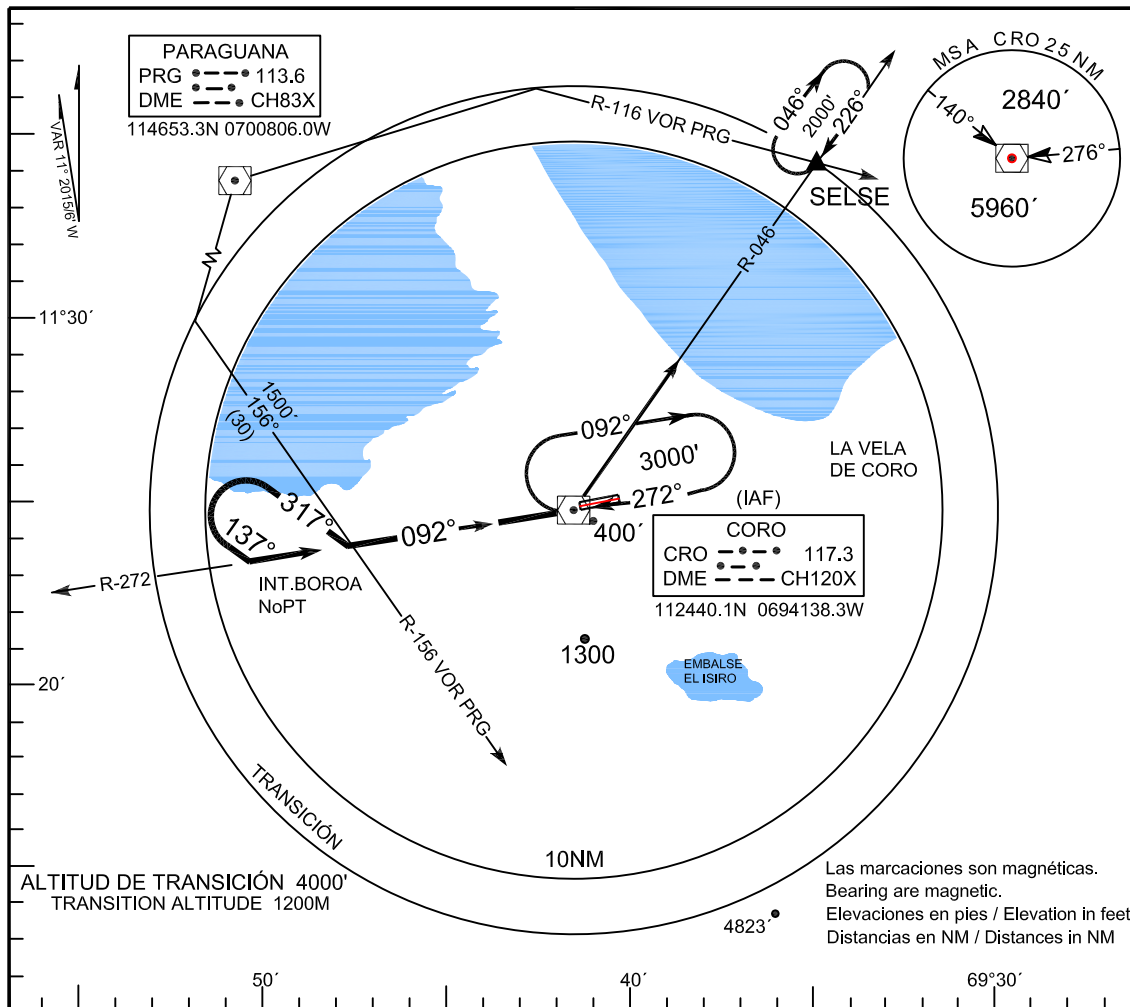 PARAGUANA
PRG 113.6
DME CH83X
114653.3N 0700806.0W
VAR 11° 2015/6'W
R-116 VOR PRG
046°
2000'
226°
SELSE
MSA CRO 25 NM
2840´
140°
276°
5960´
R-046
11°30´
1500´
156°
(30)
092°
3000'
272°
LA VELA
DE CORO
(IAF)
317°
137°
092°
400´
CORO
CRO 117.3
DME CH120X
112440.1N 0694138.3W
R-272
INT.BOROA
NoPT
R-156 VOR PRG
1300
EMBALSE
EL ISIRO
20´
TRANSICIÓN
10NM
ALTITUD DE TRANSICIÓN 4000'
TRANSITION ALTITUDE 1200M
Las marcaciones son magnéticas.
Bearing are magnetic.
Elevaciones en pies / Elevation in feet
Distancias en NM / Distances in NM
4823´
50´
40´
69°30´